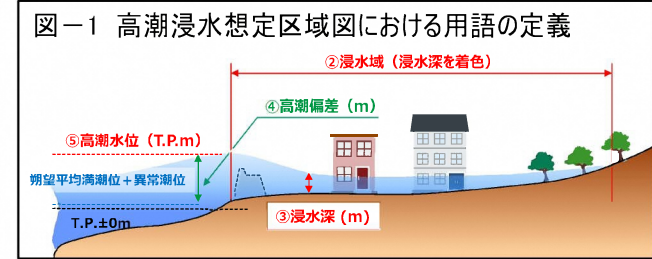 図－1 高潮浸水想定区域図における用語の定義
②浸水域（浸水深を着色）
④高潮偏差（m）
⑤高潮水位（T.P.m）
朔望平均満潮位＋異常潮位
③浸水深（m）
T.P.±0m